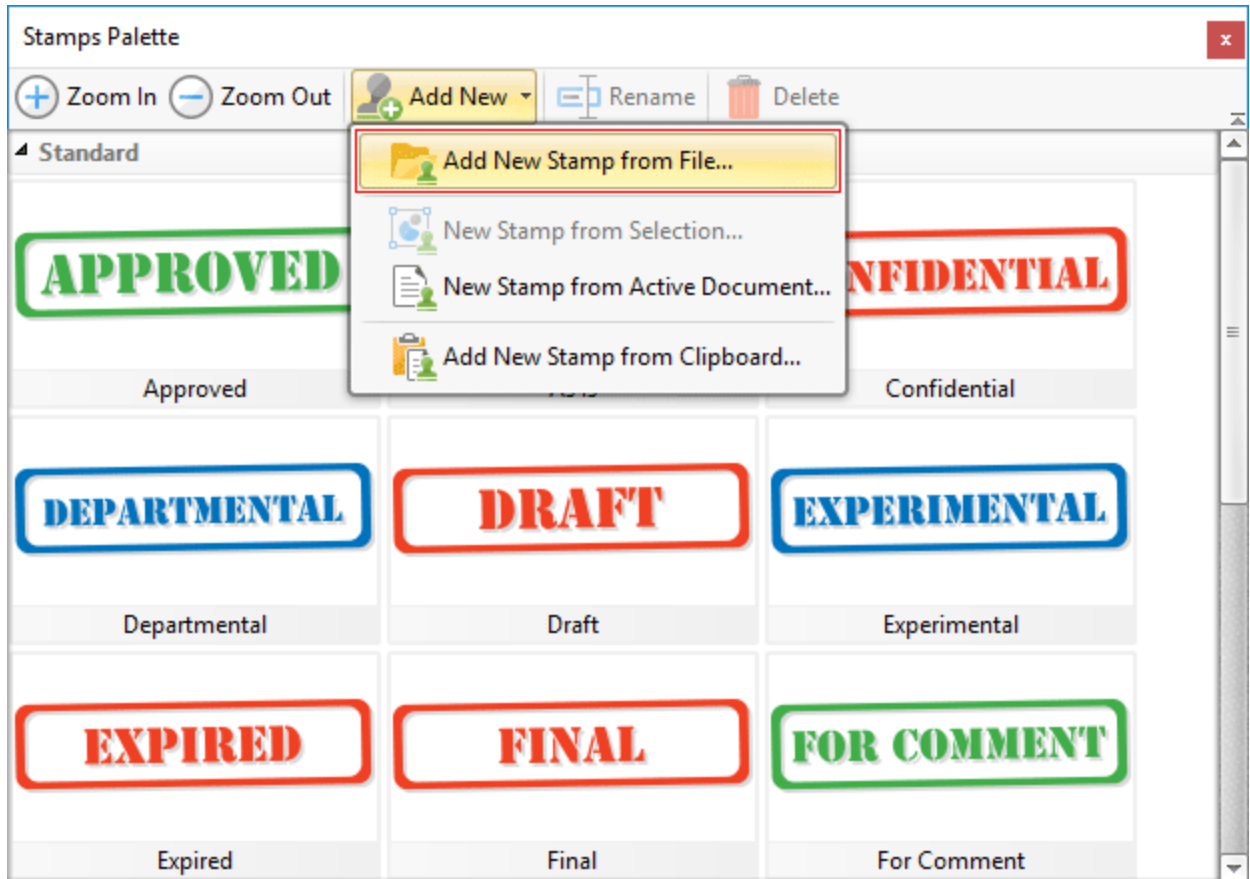 Stamps Palette
x
Zoom In Zoom Out Add New Rename Delete
Standard
Add New Stamp from File...
New Stamp from Selection...
New Stamp from Active Document...
Add New Stamp from Clipboard...
APPROVED NFIDENTIAL
Approved Confidential
DEPARTMENTAL DRAFT EXPERIMENTAL
Departmental Draft Experimental
EXPIRED FINAL FOR COMMENT
Expired Final For Comment